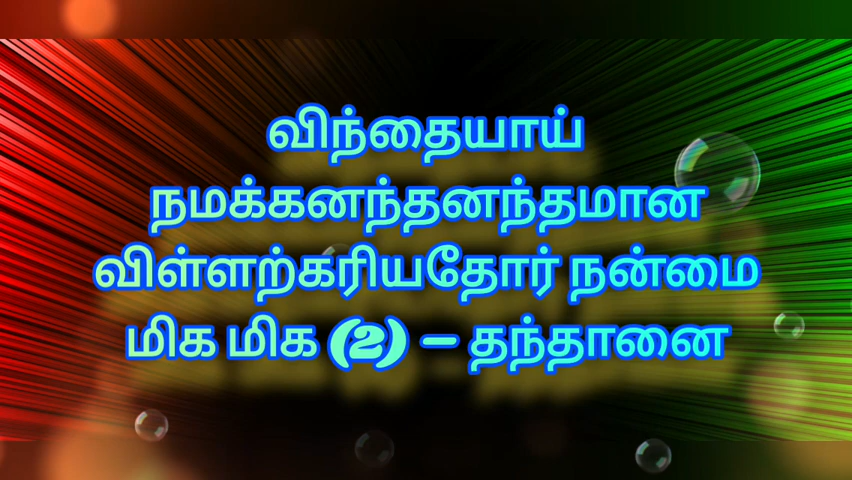 விந்தையாய்
நமக்கனந்தனந்தமான
விள்ளற்கரியதோர் நன்மை
மிக மிக (2) – தந்தானை